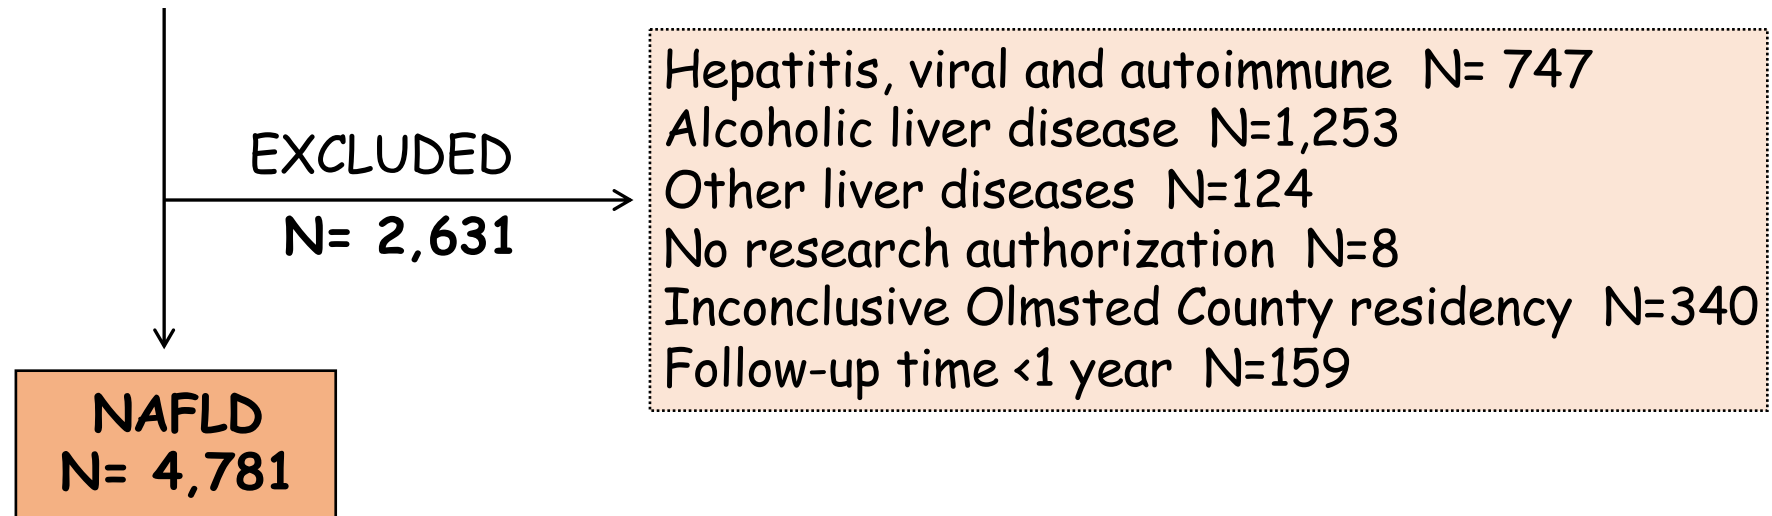 EXCLUDED
N= 2,631
Hepatitis, viral and autoimmune N= 747
Alcoholic liver disease N=1,253
Other liver diseases N=124
No research authorization N=8
Inconclusive Olmsted County residency N=340
Follow-up time <1 year N=159
NAFLD
N= 4,781